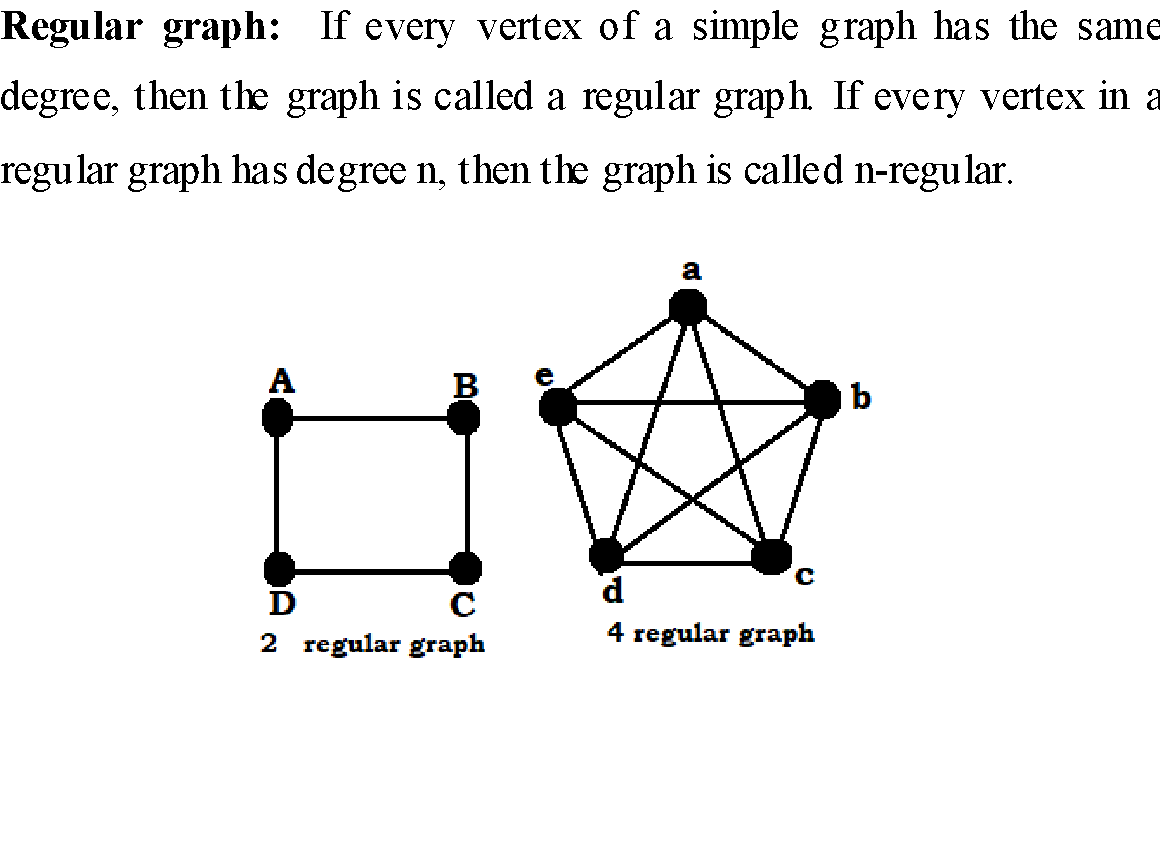 Regular graph: If every vertex of a simple graph has the same
degree, then the graph is called a regular graph. If every vertex in a
regular graph has degree n, then the graph is called n-regular.
a
A
B
e
b
D
C
d
c
2 regular graph
4 regular graph